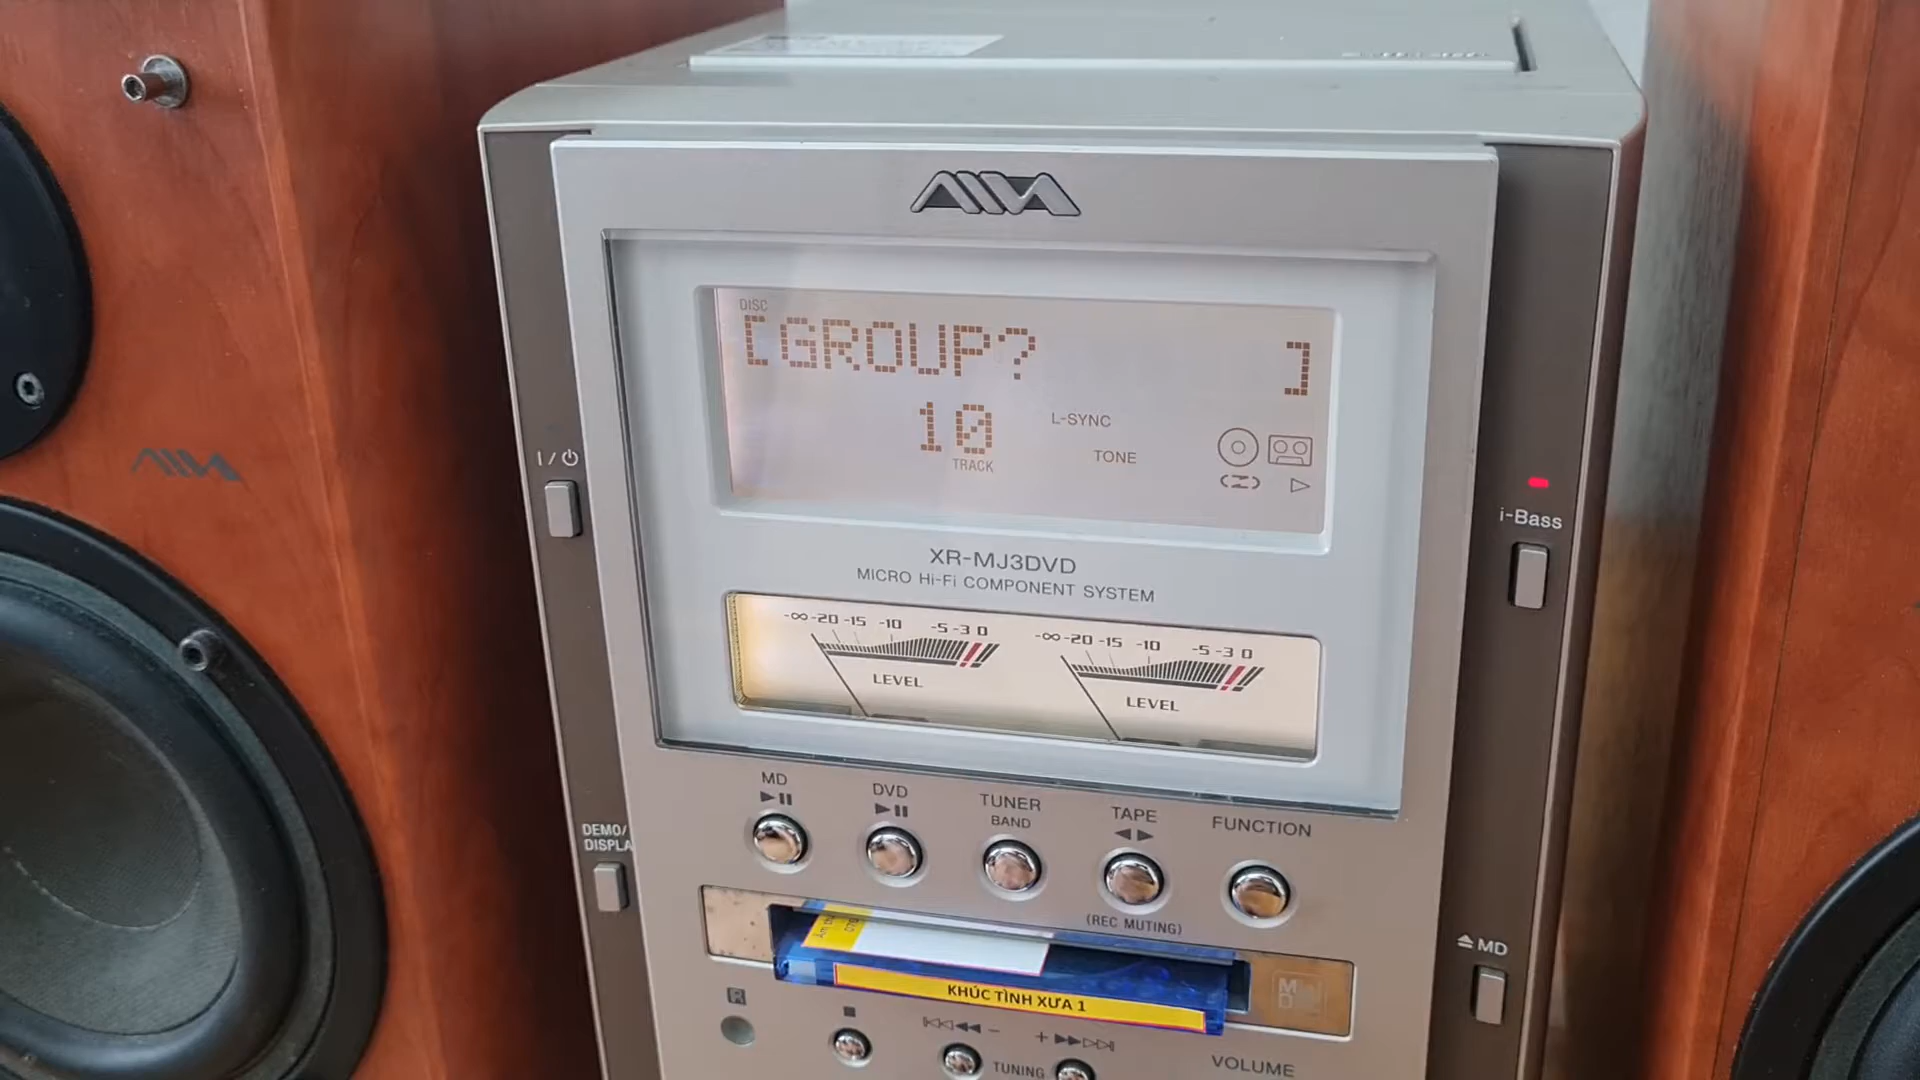 AIWA
DISC
[GROUP? ]
10
TRACK
L-SYNC
TONE
XR-MJ3DVD
MICRO Hi-Fi COMPONENT SYSTEM
-∞ -20 -15 -10 -5 -3 0
LEVEL
-∞ -20 -15 -10 -5 -3 0
LEVEL
I/⏻
i-Bass
MD
DVD
TUNER
BAND
TAPE
FUNCTION
(REC MUTING)
DEMO/
DISPLA
≜ MD
KHÚC TÌNH XƯA 1
MD
R
− +
TUNING
VOLUME
AIWA